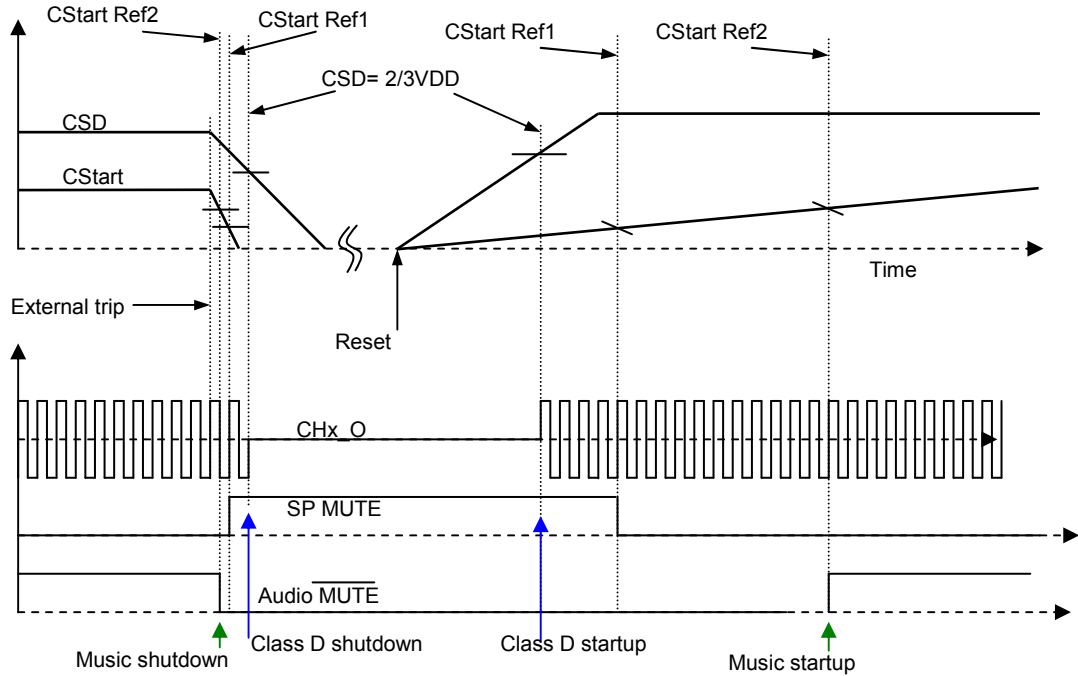 CStart Ref2
CStart Ref1
CStart Ref1
CStart Ref2
CSD= 2/3VDD
CSD
CStart
Time
External trip
Reset
CHx_O
SP MUTE
Audio MUTE
Class D shutdown
Class D startup
Music shutdown
Music startup